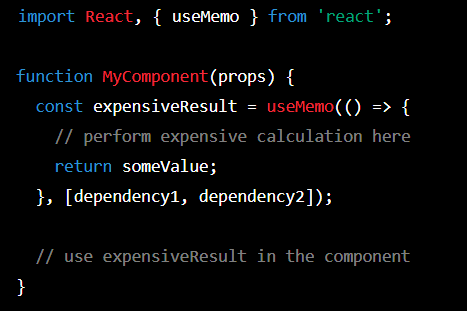 import React, { useMemo } from 'react';
function MyComponent(props) {
const expensiveResult = useMemo(() => {
// perform expensive calculation here
return someValue;
}, [dependency1, dependency2]);
// use expensiveResult in the component
}